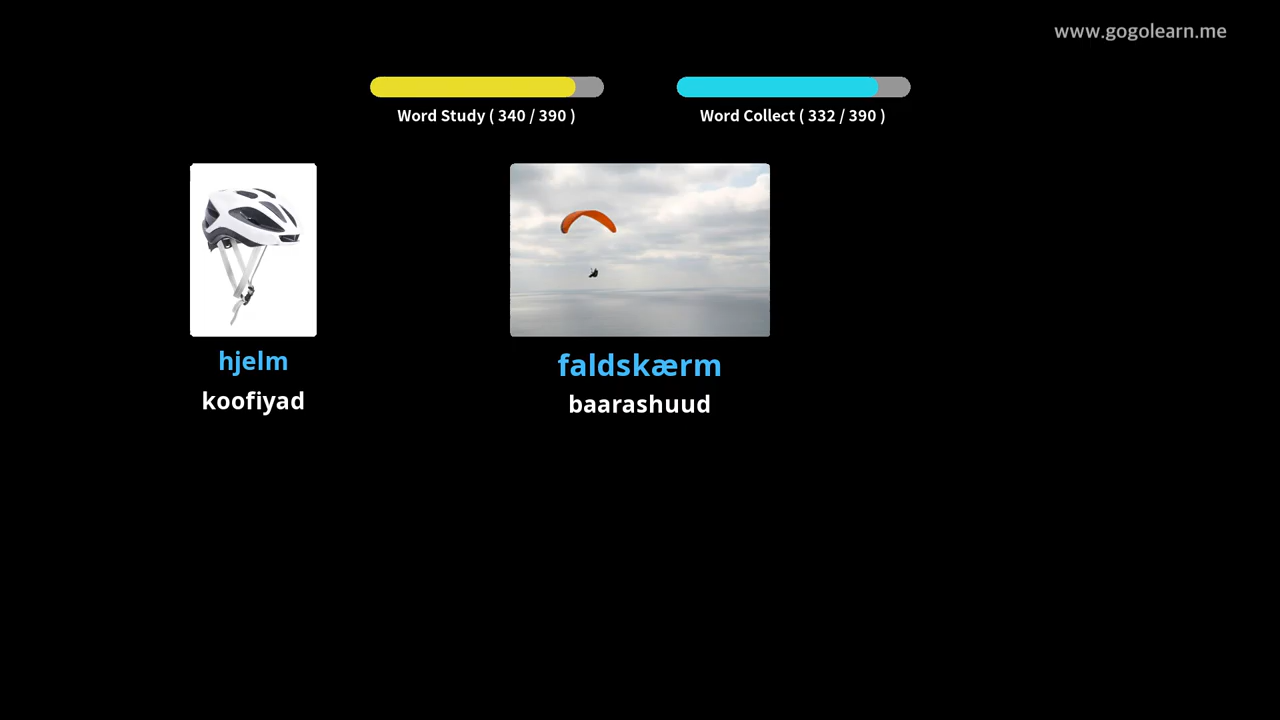 www.gogolearn.me
Word Study ( 340 / 390 )
Word Collect ( 332 / 390 )
hjelm
koofiyad
faldskærm
baarashuud